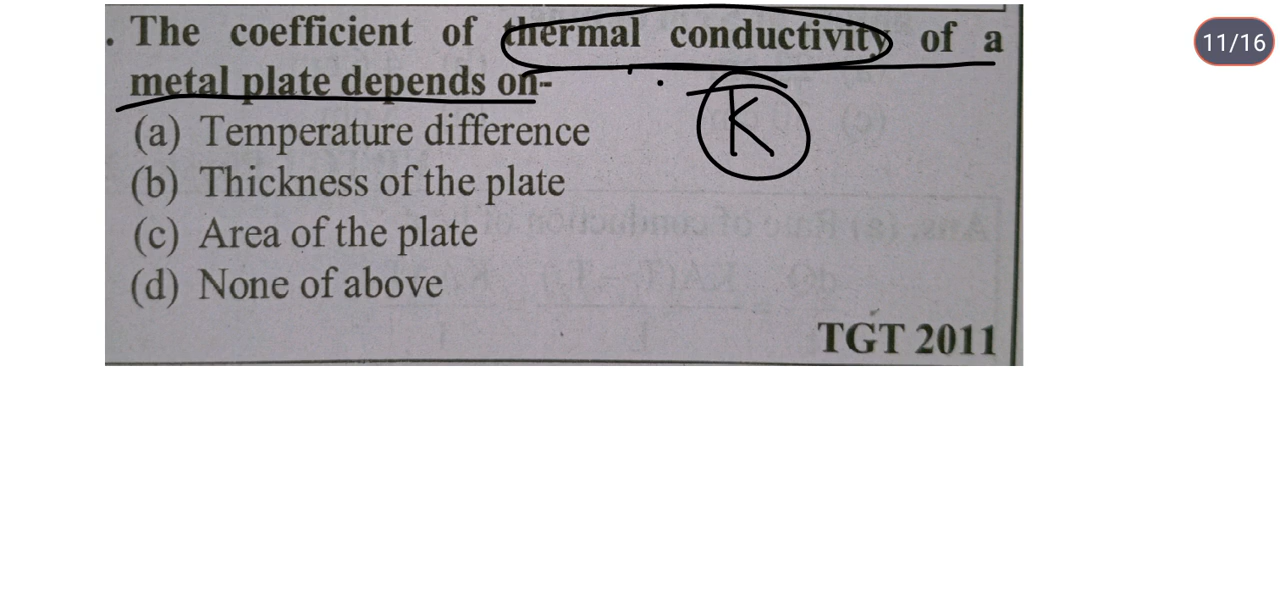 . The coefficient of thermal conductivity of a
metal plate depends on-
K
(a) Temperature difference
(b) Thickness of the plate
(c) Area of the plate
(d) None of above
TGT 2011
11/16